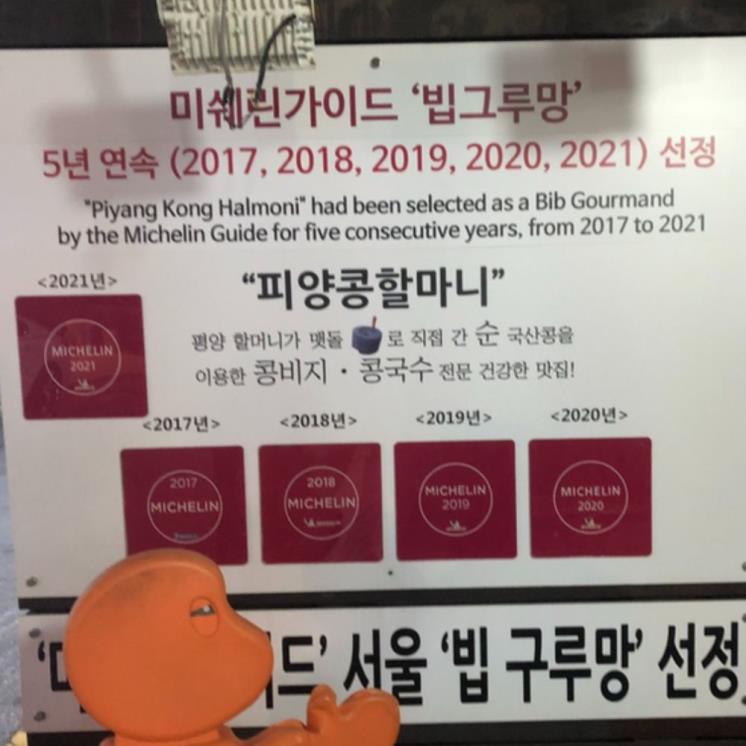 미쉐린가이드 ‘빕그루망’
5년 연속 (2017, 2018, 2019, 2020, 2021) 선정
"Piyang Kong Halmoni" had been selected as a Bib Gourmand
by the Michelin Guide for five consecutive years, from 2017 to 2021
<2021년>
“피양콩할마니”
MICHELIN
2021
평양 할머니가 맷돌 로 직접 간 순 국산콩을
이용한 콩비지 · 콩국수 전문 건강한 맛집!
<2017년> <2018년> <2019년> <2020년>
2017
MICHELIN
2018
MICHELIN
MICHELIN
2019
MICHELIN
2020
서울 ‘빕 구루망’ 선정